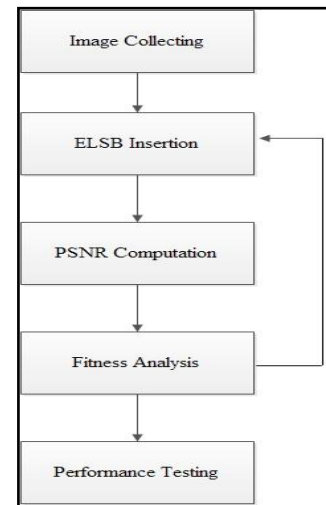 Image Collecting
ELSB Insertion
PSNR Computation
Fitness Analysis
Performance Testing